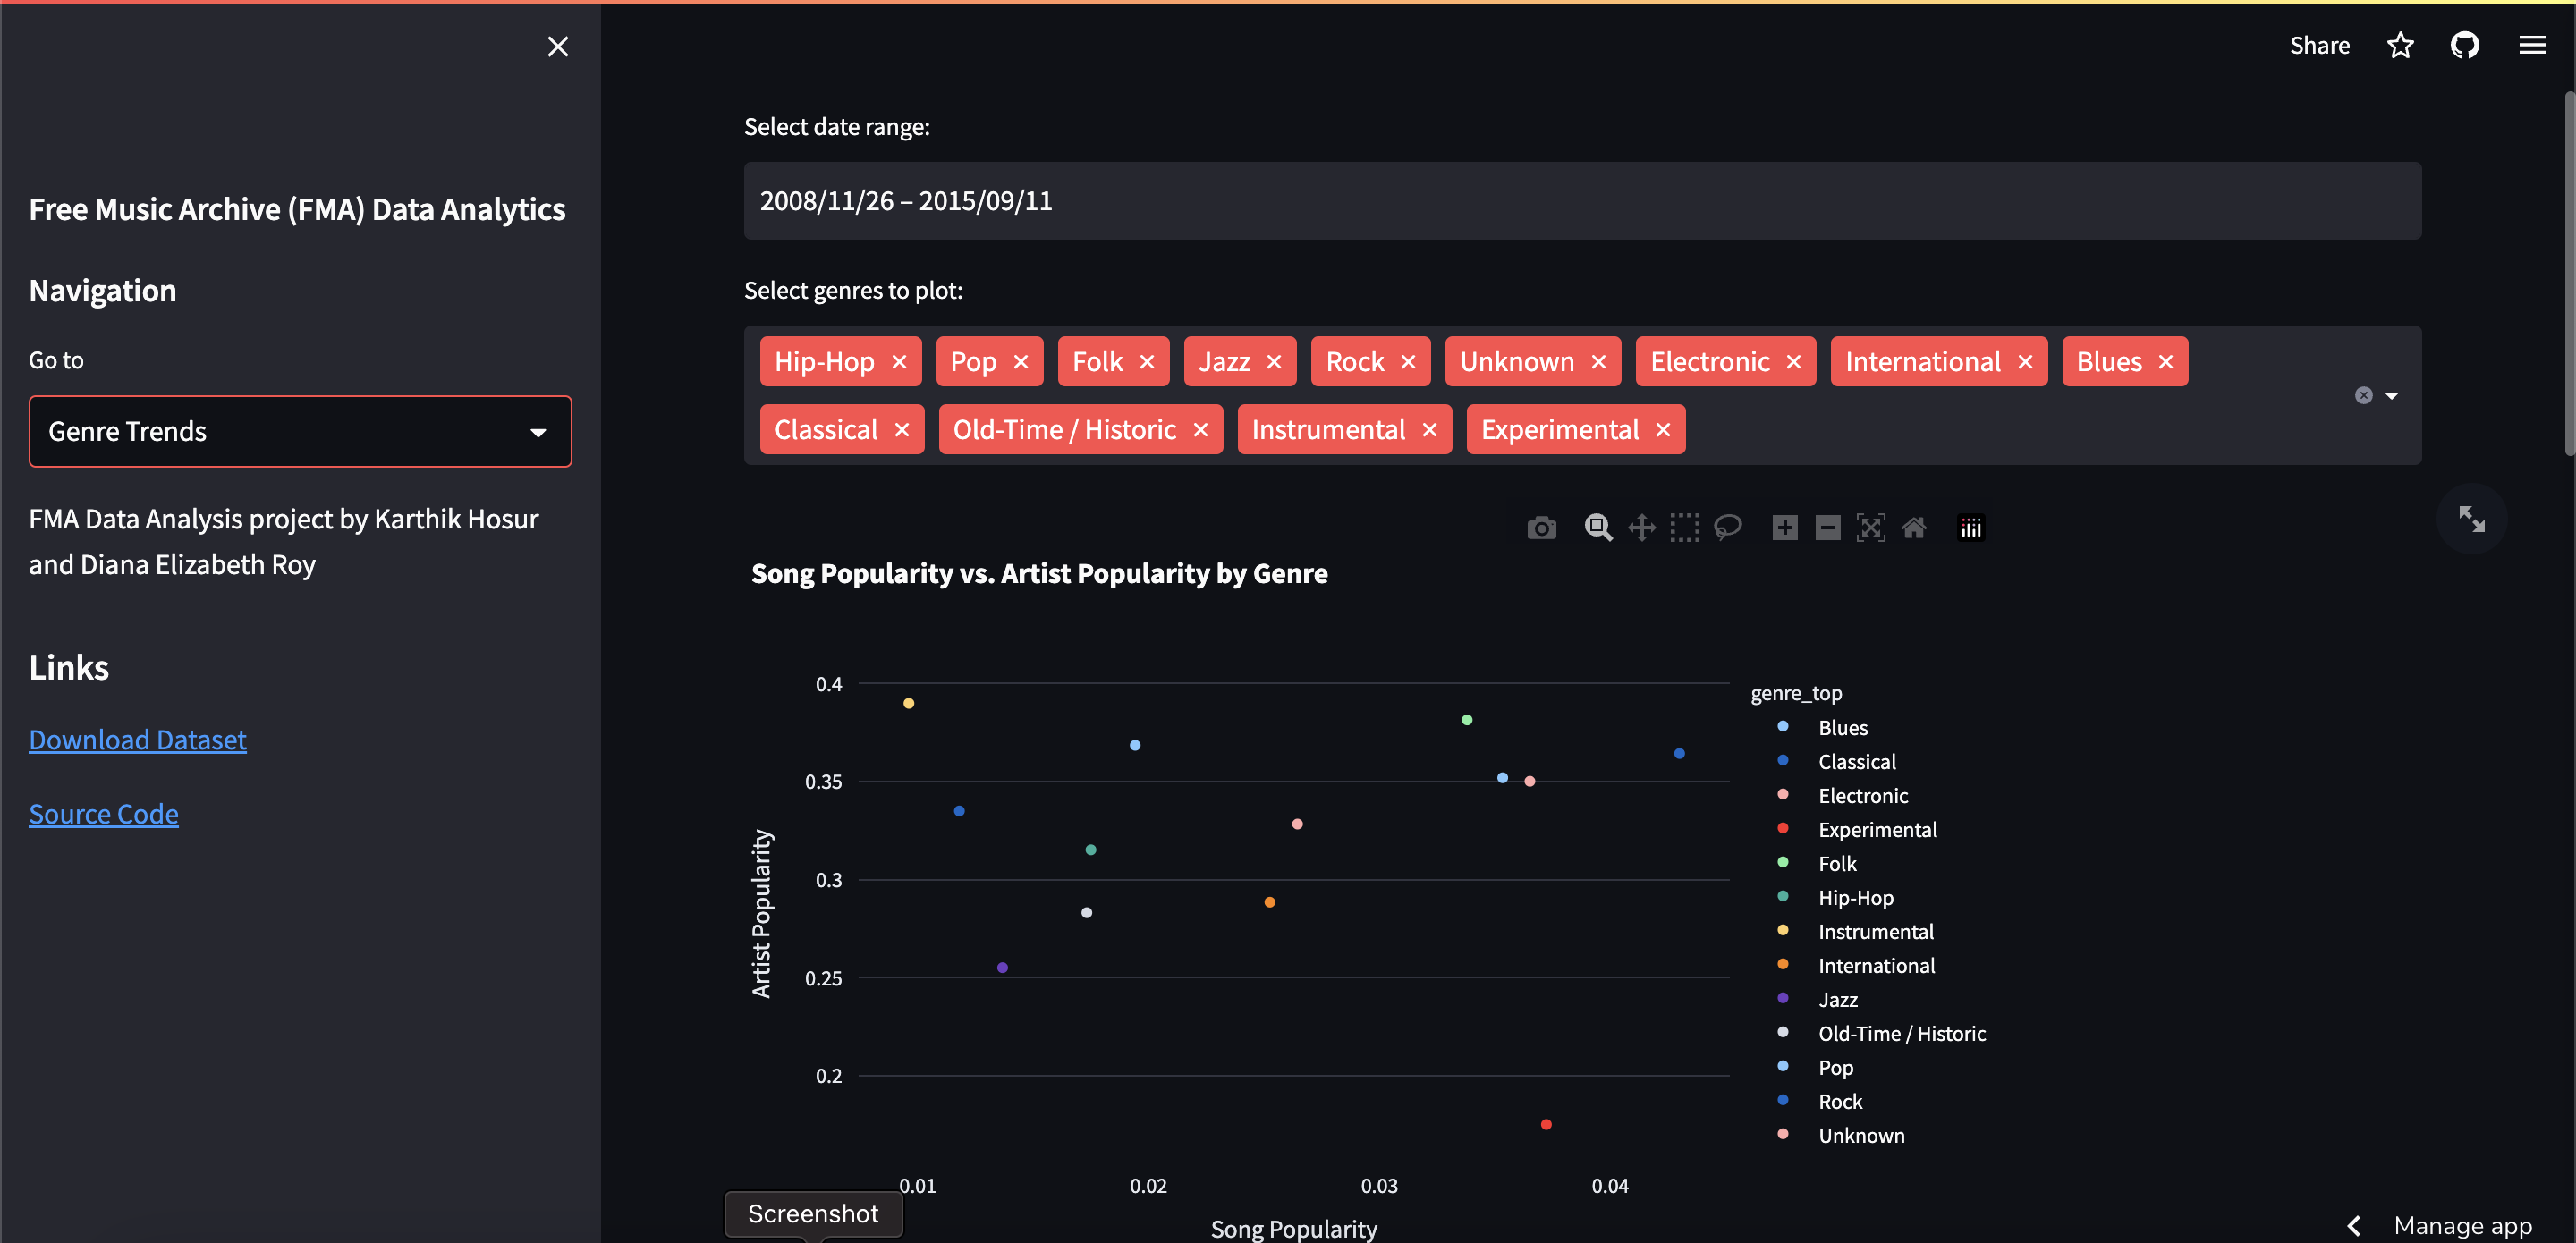 Share
Free Music Archive (FMA) Data Analytics
Navigation
Go to
Genre Trends
FMA Data Analysis project by Karthik Hosur
and Diana Elizabeth Roy
Links
Download Dataset
Source Code
Select date range:
2008/11/26 – 2015/09/11
Select genres to plot:
Hip-Hop Pop Folk Jazz Rock Unknown Electronic International Blues
Classical Old-Time / Historic Instrumental Experimental
Song Popularity vs. Artist Popularity by Genre
Artist Popularity
0.4
0.35
0.3
0.25
0.2
0.01 0.02 0.03 0.04
Song Popularity
genre_top
Blues
Classical
Electronic
Experimental
Folk
Hip-Hop
Instrumental
International
Jazz
Old-Time / Historic
Pop
Rock
Unknown
Screenshot
Manage app